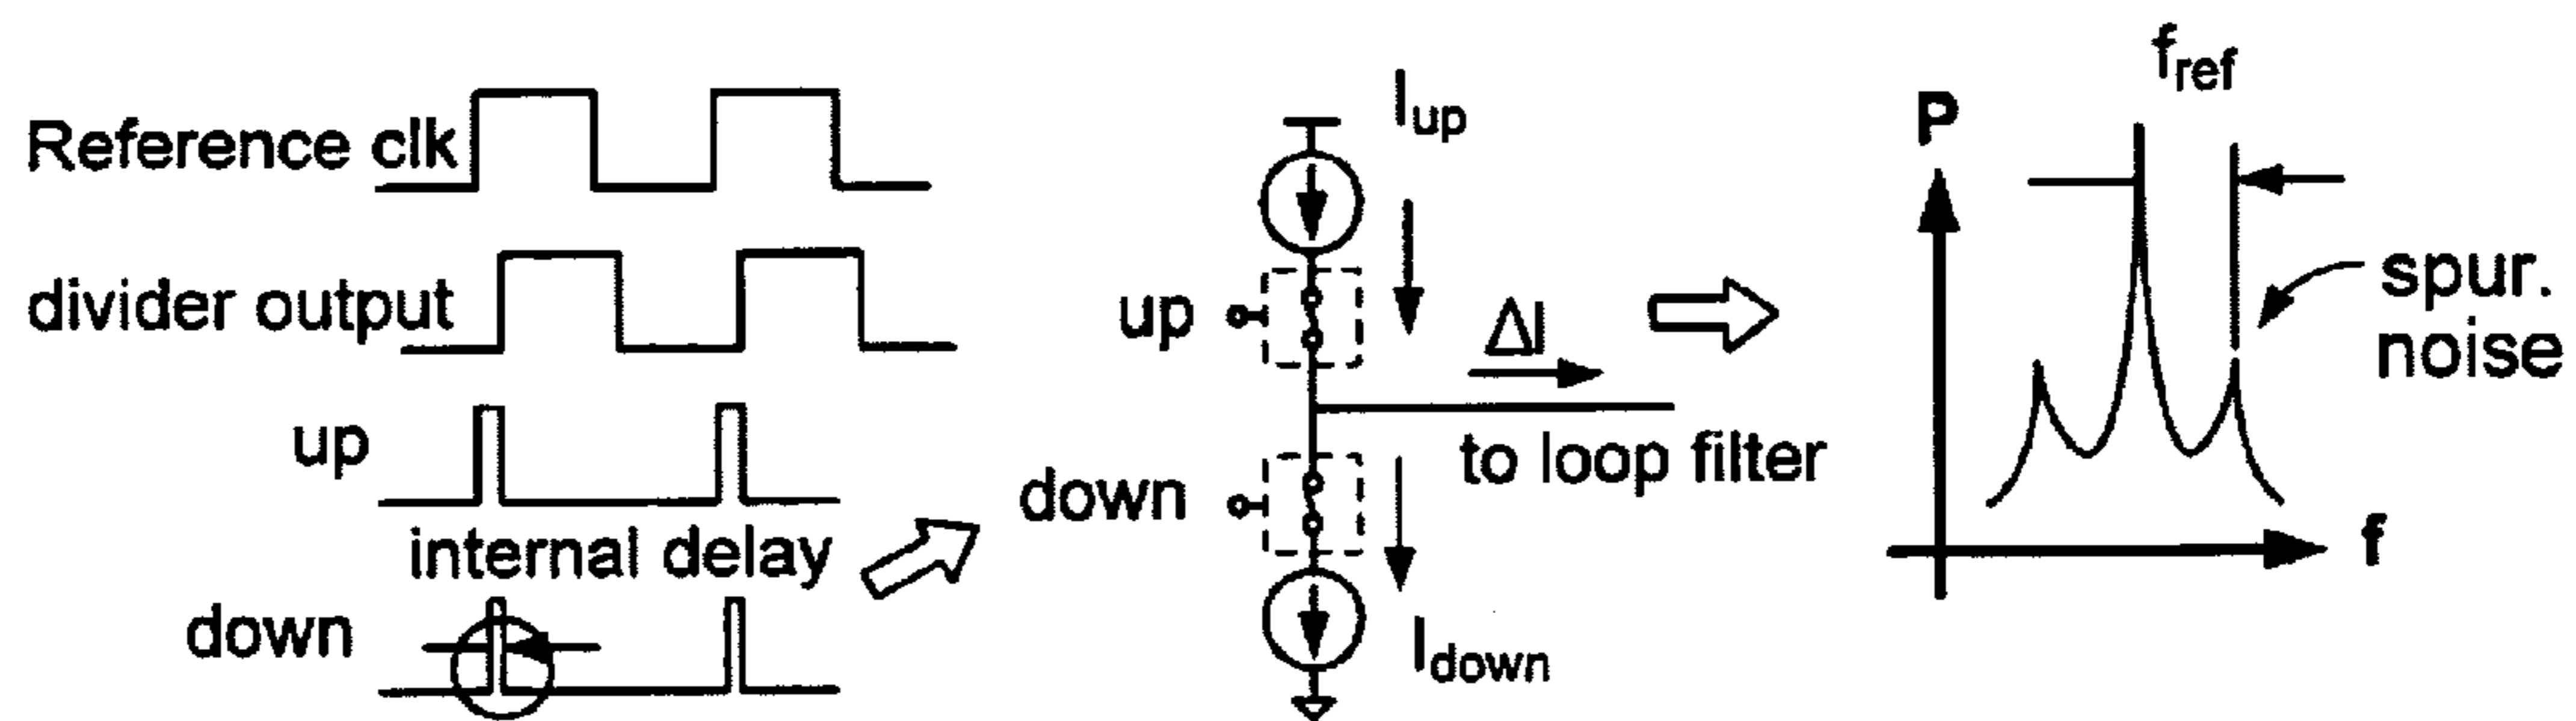 Reference clk
divider output
up
internal delay
down
I_up
up
ΔI
to loop filter
down
I_down
f_ref
P
spur.
noise
f